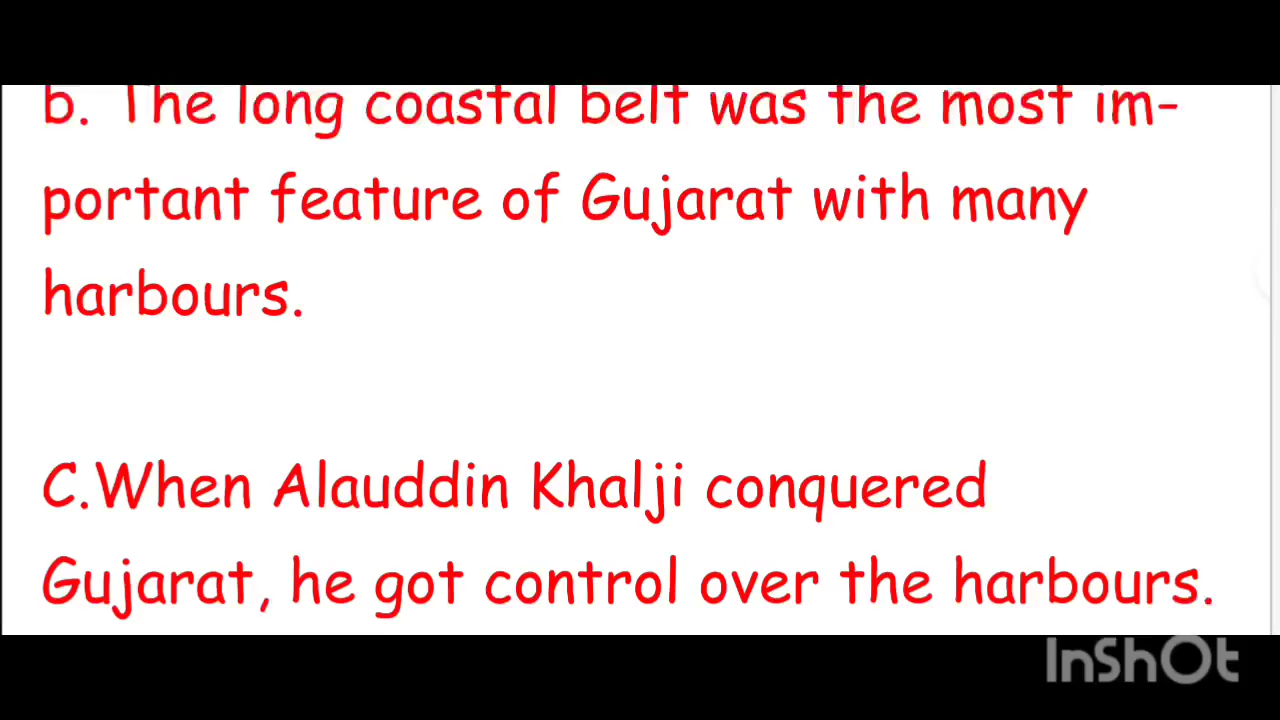 b. The long coastal belt was the most im-
portant feature of Gujarat with many
harbours.
C.When Alauddin Khalji conquered
Gujarat, he got control over the harbours.
InShOt